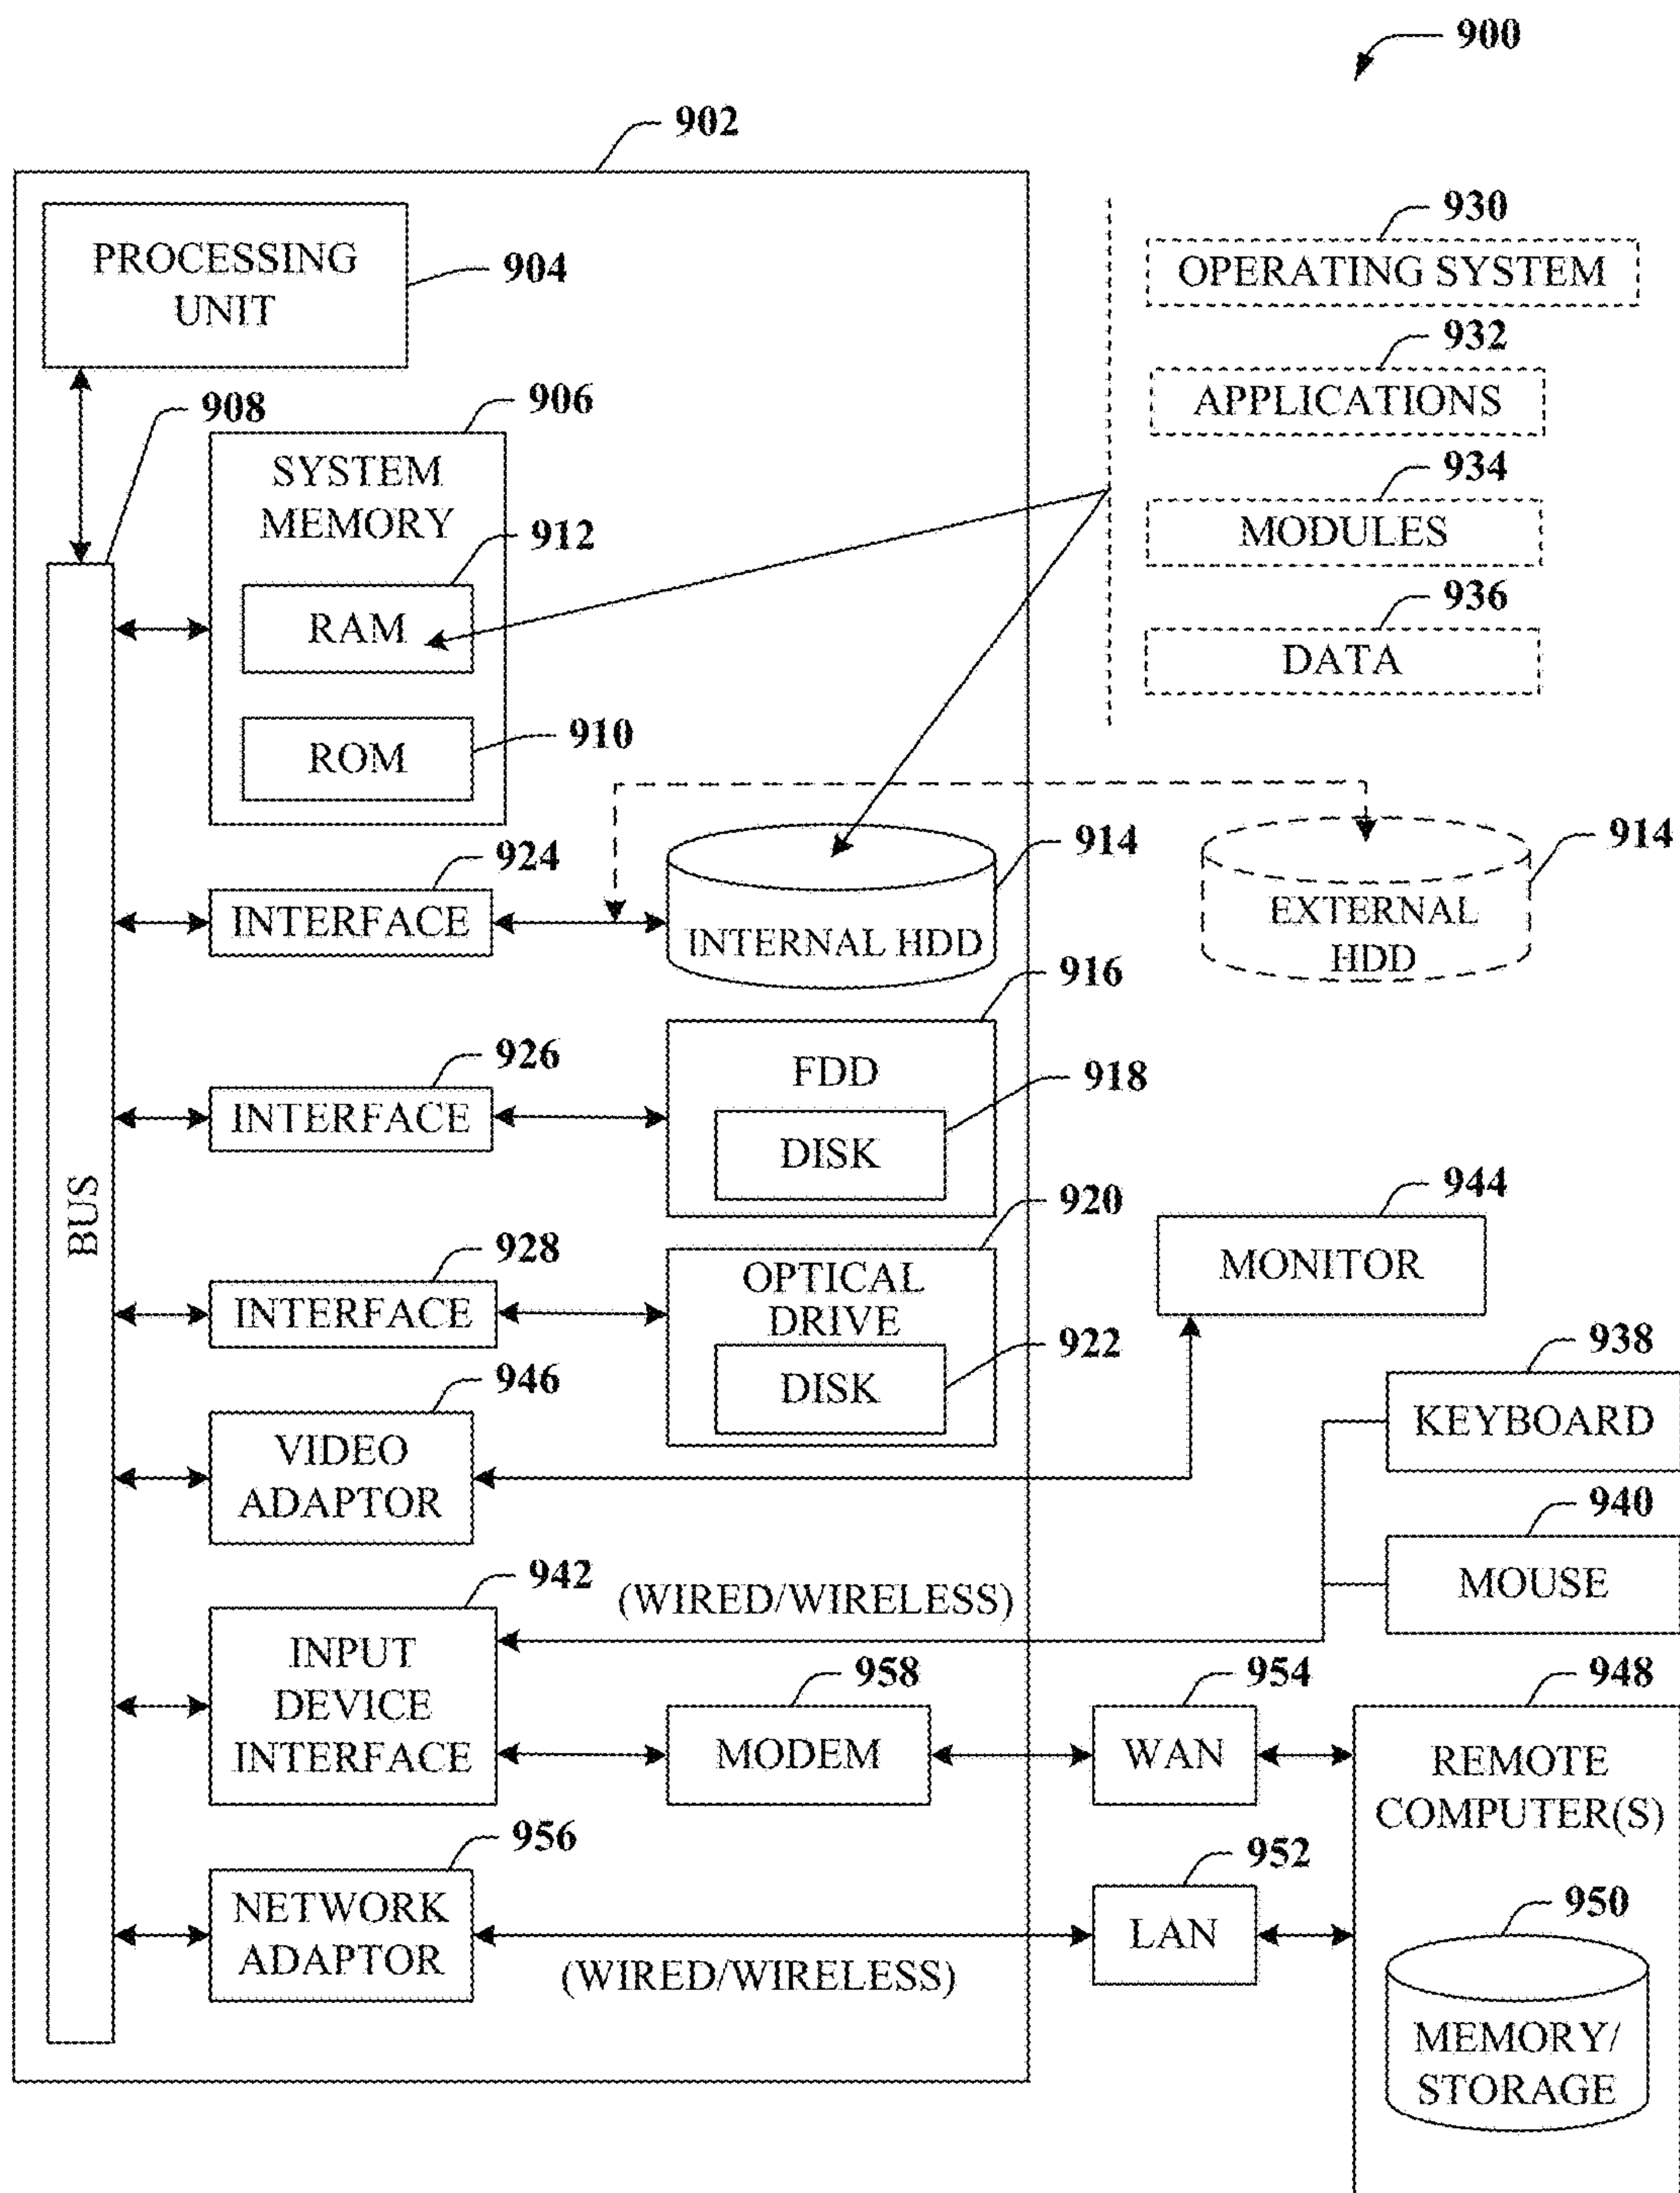 900
902
PROCESSING
UNIT
904
930
OPERATING SYSTEM
932
APPLICATIONS
934
MODULES
936
DATA
908
906
SYSTEM
MEMORY
912
RAM
910
ROM
BUS
924
INTERFACE
914
INTERNAL HDD
914
EXTERNAL
HDD
926
INTERFACE
916
FDD
918
DISK
928
INTERFACE
920
OPTICAL
DRIVE
922
DISK
944
MONITOR
946
VIDEO
ADAPTOR
938
KEYBOARD
940
MOUSE
942
INPUT
DEVICE
INTERFACE
(WIRED/WIRELESS)
958
MODEM
954
WAN
948
REMOTE
COMPUTER(S)
956
NETWORK
ADAPTOR
(WIRED/WIRELESS)
952
LAN
950
MEMORY/
STORAGE